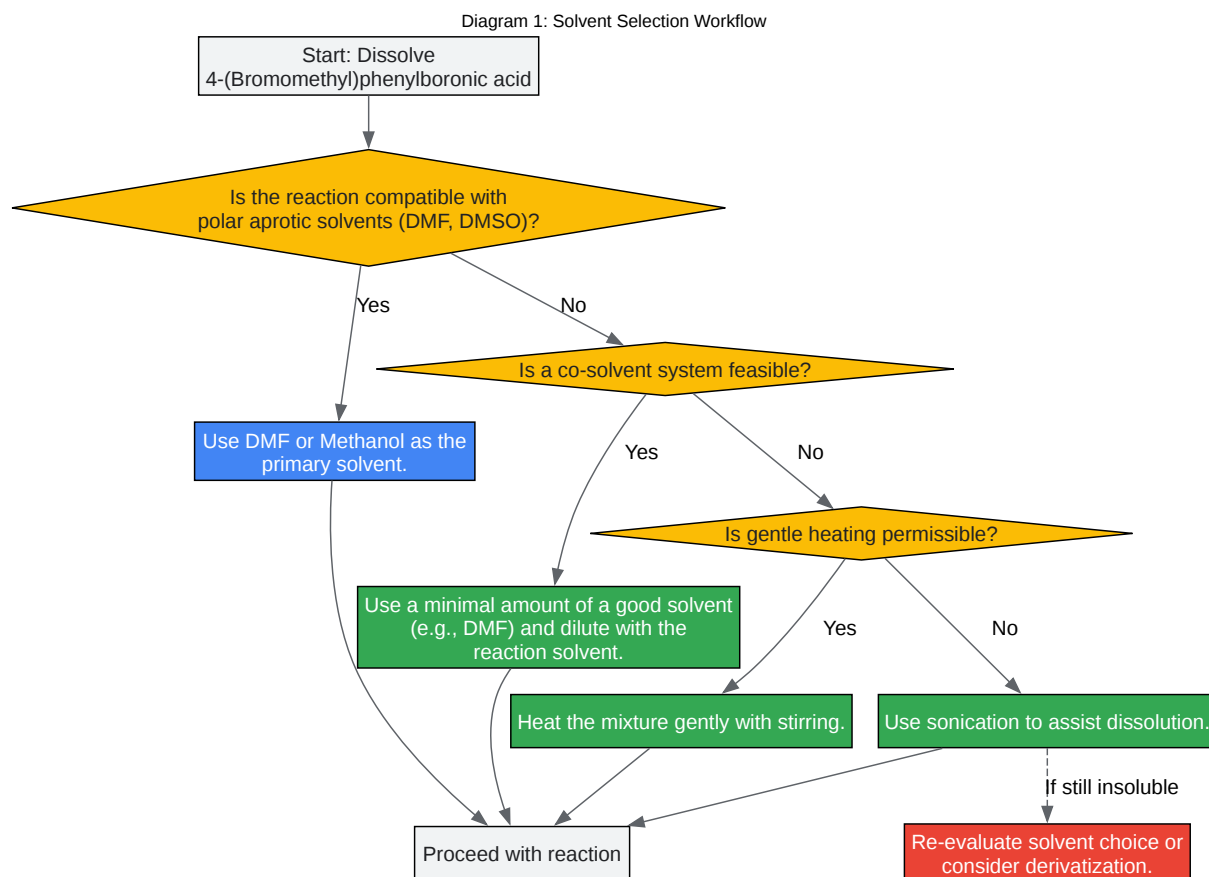 Diagram 1: Solvent Selection Workflow
Start: Dissolve
4-(Bromomethyl)phenylboronic acid
Is the reaction compatible with
polar aprotic solvents (DMF, DMSO)?
Yes
No
Is a co-solvent system feasible?
Use DMF or Methanol as the
primary solvent.
Yes
No
Is gentle heating permissible?
Use a minimal amount of a good solvent
(e.g., DMF) and dilute with the
reaction solvent.
Yes
No
Heat the mixture gently with stirring.
Use sonication to assist dissolution.
If still insoluble
Proceed with reaction
Re-evaluate solvent choice or
consider derivatization.